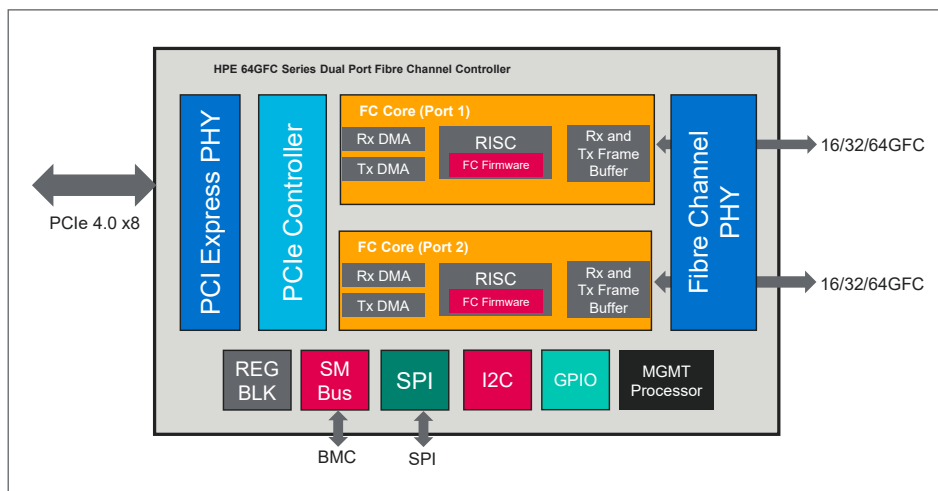 HPE 64GFC Series Dual Port Fibre Channel Controller
PCI Express PHY
PCIe Controller
FC Core (Port 1)
Rx DMA
Tx DMA
RISC
FC Firmware
Rx and
Tx Frame
Buffer
FC Core (Port 2)
Rx DMA
Tx DMA
RISC
FC Firmware
Rx and
Tx Frame
Buffer
Fibre Channel
PHY
16/32/64GFC
16/32/64GFC
PCIe 4.0 x8
REG
BLK
SM
Bus
SPI
I2C
GPIO
MGMT
Processor
BMC
SPI